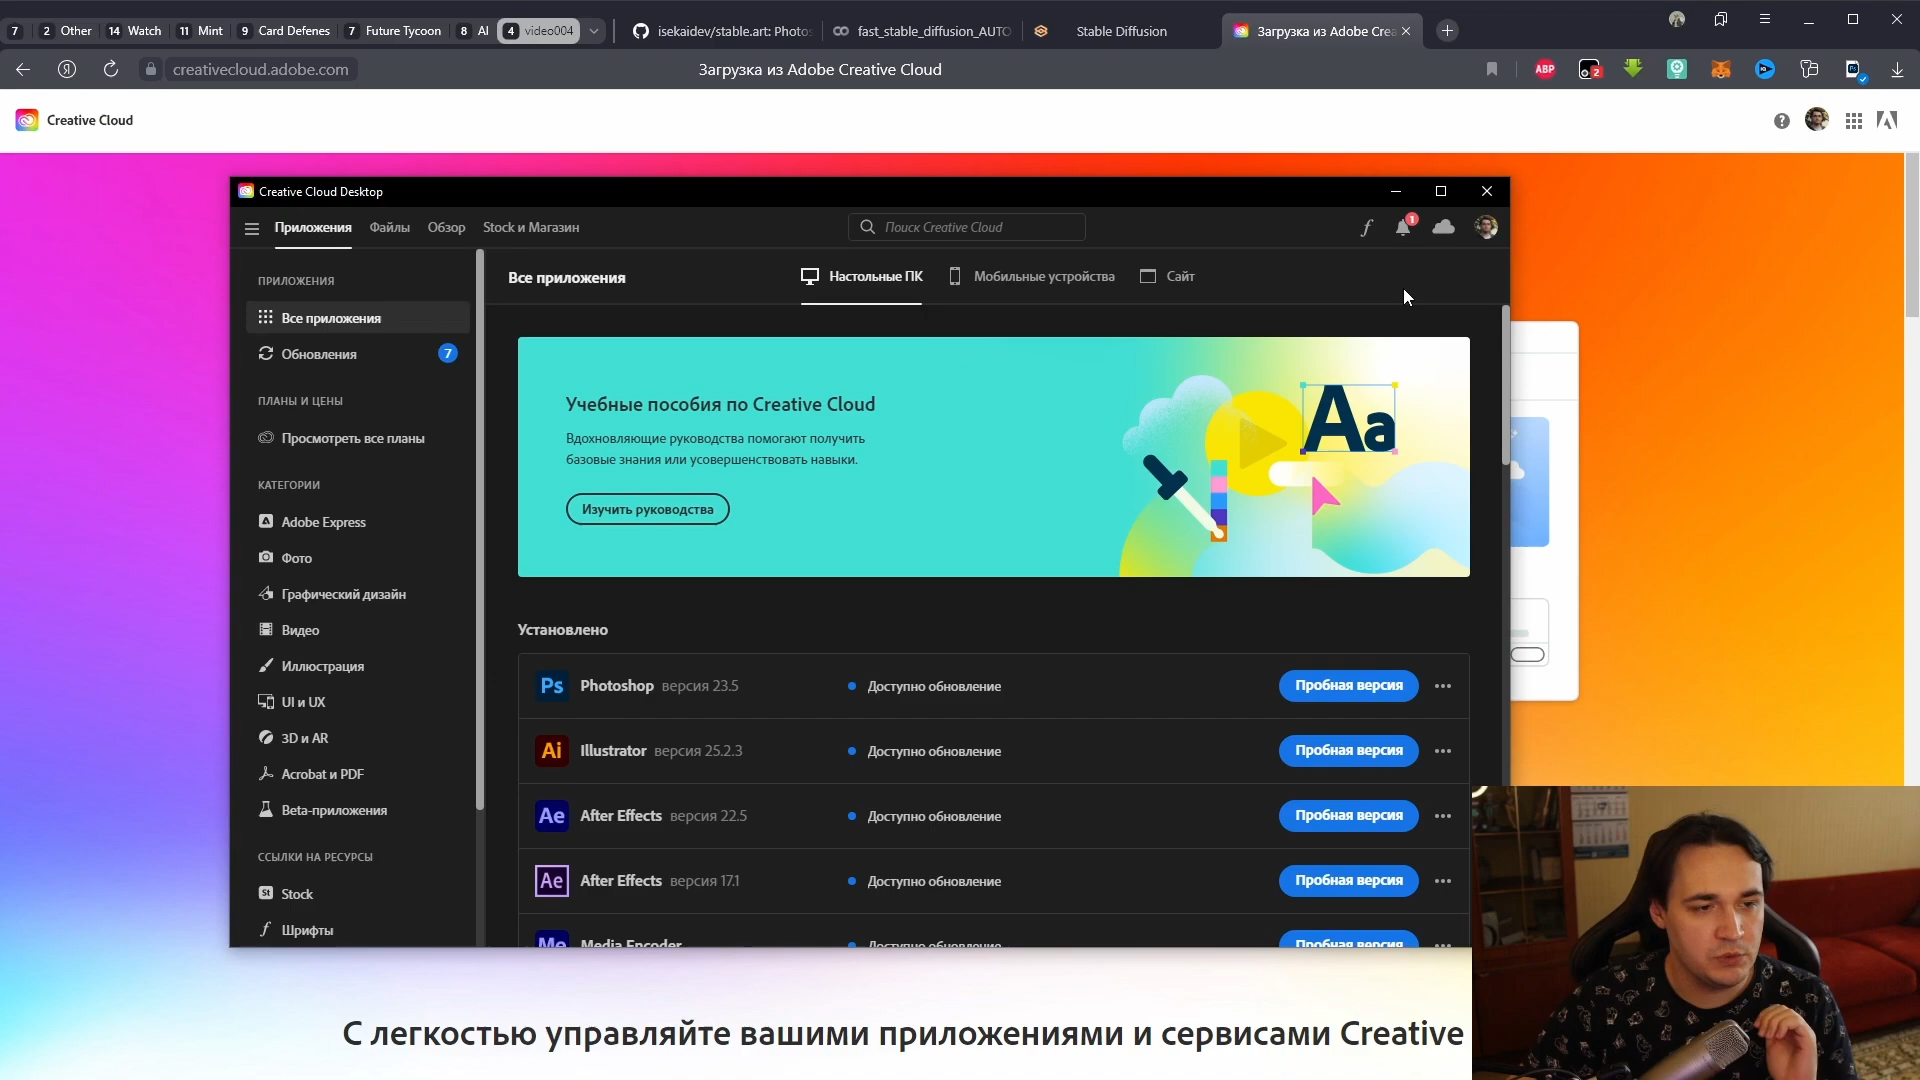 7
2 Other
14 Watch
11 Mint
9 Card Defenes
7 Future Tycoon
8 AI
4 video004
isekaidev/stable.art: Photo
fast_stable_diffusion_AUTO
Stable Diffusion
Загрузка из Adobe Crea
creativecloud.adobe.com
Загрузка из Adobe Creative Cloud
ABP
2
Creative Cloud
Creative Cloud Desktop
Приложения
Файлы
Обзор
Stock и Магазин
Поиск Creative Cloud
1
ПРИЛОЖЕНИЯ
Все приложения
Обновления
7
ПЛАНЫ И ЦЕНЫ
Просмотреть все планы
КАТЕГОРИИ
Adobe Express
Фото
Графический дизайн
Видео
Иллюстрация
UI и UX
3D и AR
Acrobat и PDF
Beta-приложения
ССЫЛКИ НА РЕСУРСЫ
St Stock
Шрифты
Все приложения
Настольные ПК
Мобильные устройства
Сайт
Учебные пособия по Creative Cloud
Вдохновляющие руководства помогают получить
базовые знания или усовершенствовать навыки.
Изучить руководства
Aa
Установлено
Ps Photoshop версия 23.5 Доступно обновление Пробная версия
Ai Illustrator версия 25.2.3 Доступно обновление Пробная версия
Ae After Effects версия 22.5 Доступно обновление Пробная версия
Ae After Effects версия 17.1 Доступно обновление Пробная версия
Me Media Encoder Доступно обновление Пробная версия
С легкостью управляйте вашими приложениями и сервисами Creative